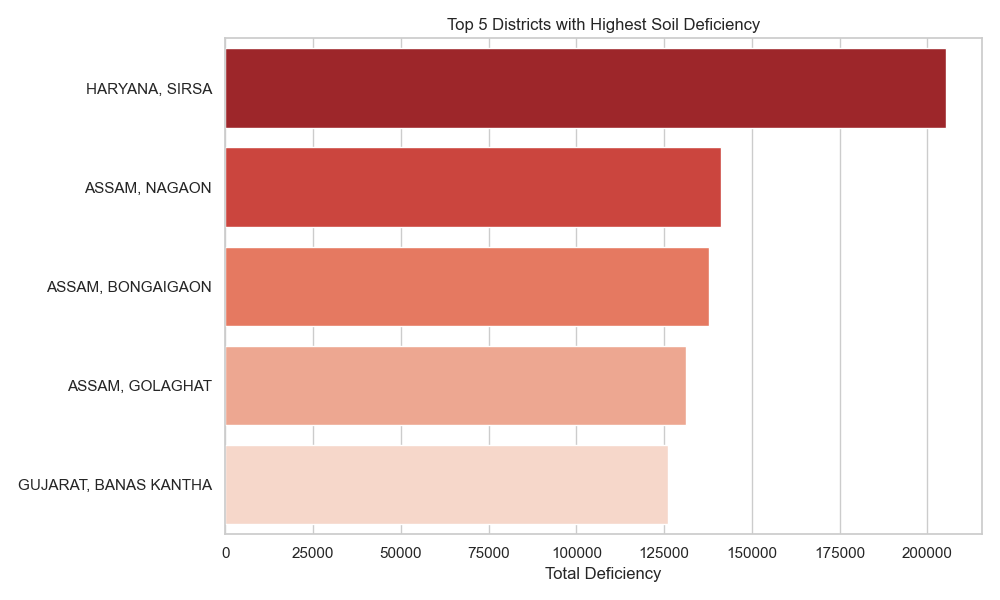 Top 5 Districts with Highest Soil Deficiency
HARYANA, SIRSA
ASSAM, NAGAON
ASSAM, BONGAIGAON
ASSAM, GOLAGHAT
GUJARAT, BANAS KANTHA
0 25000 50000 75000 100000 125000 150000 175000 200000
Total Deficiency